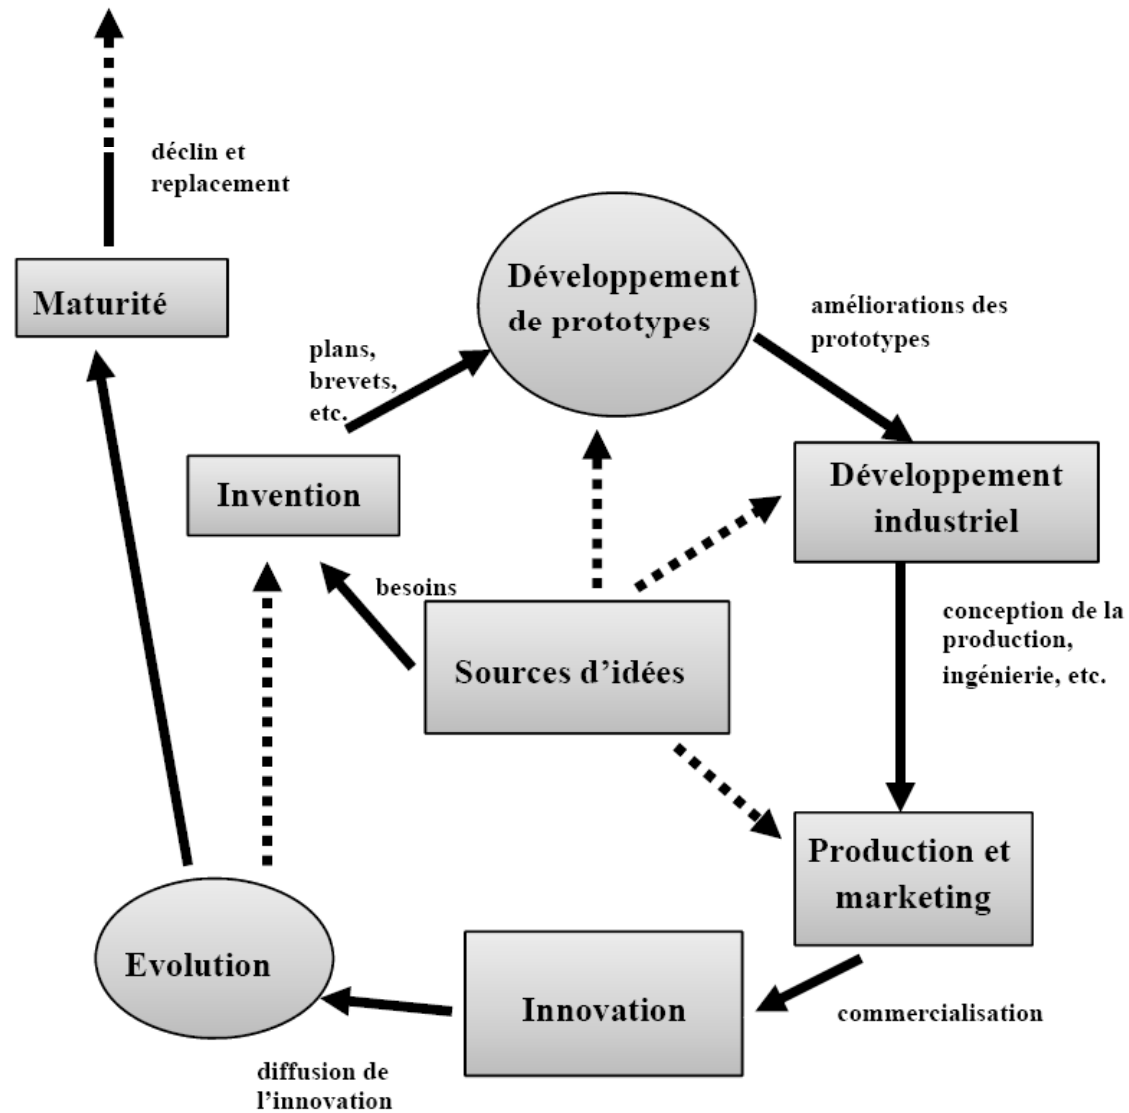 déclin et
replacement
Maturité
Développement
de prototypes
améliorations des
prototypes
plans,
brevets,
etc.
Invention
Développement
industriel
besoins
Sources d’idées
conception de la
production,
ingénierie, etc.
Production et
marketing
Evolution
Innovation
commercialisation
diffusion de
l’innovation